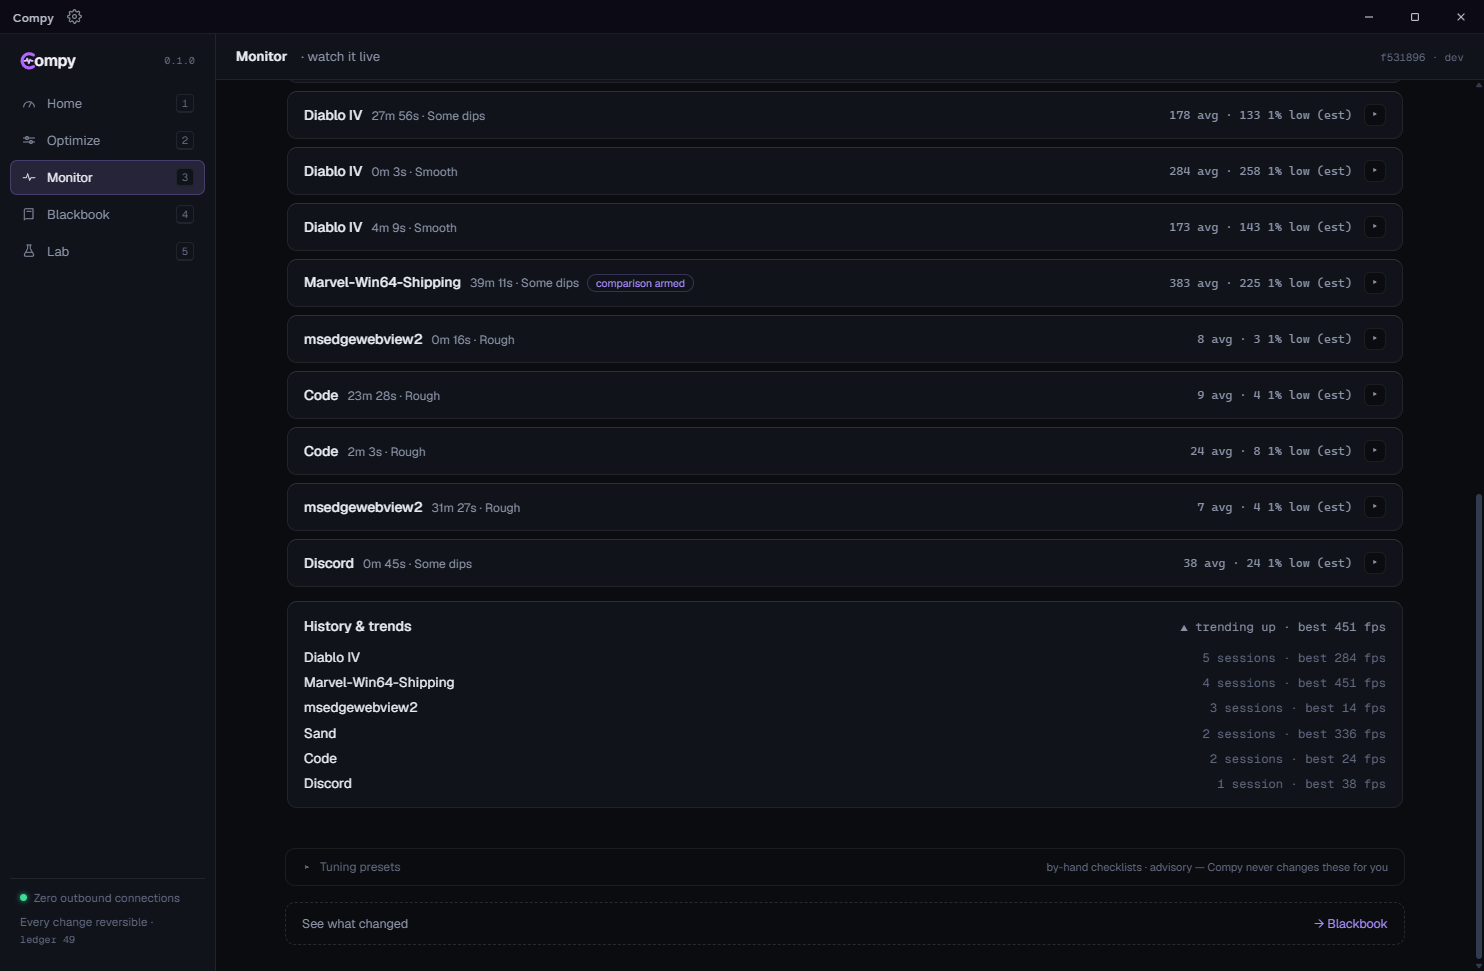 Compy
Compy 0.1.0
Home 1
Optimize 2
Monitor 3
Blackbook 4
Lab 5
Zero outbound connections
Every change reversible ·
ledger 49
Monitor · watch it live f531896 · dev
Diablo IV 27m 56s · Some dips 178 avg · 133 1% low (est)
Diablo IV 0m 3s · Smooth 284 avg · 258 1% low (est)
Diablo IV 4m 9s · Smooth 173 avg · 143 1% low (est)
Marvel-Win64-Shipping 39m 11s · Some dips comparison armed 383 avg · 225 1% low (est)
msedgewebview2 0m 16s · Rough 8 avg · 3 1% low (est)
Code 23m 28s · Rough 9 avg · 4 1% low (est)
Code 2m 3s · Rough 24 avg · 8 1% low (est)
msedgewebview2 31m 27s · Rough 7 avg · 4 1% low (est)
Discord 0m 45s · Some dips 38 avg · 24 1% low (est)
History & trends ▲ trending up · best 451 fps
Diablo IV 5 sessions · best 284 fps
Marvel-Win64-Shipping 4 sessions · best 451 fps
msedgewebview2 3 sessions · best 14 fps
Sand 2 sessions · best 336 fps
Code 2 sessions · best 24 fps
Discord 1 session · best 38 fps
Tuning presets by-hand checklists · advisory — Compy never changes these for you
See what changed → Blackbook